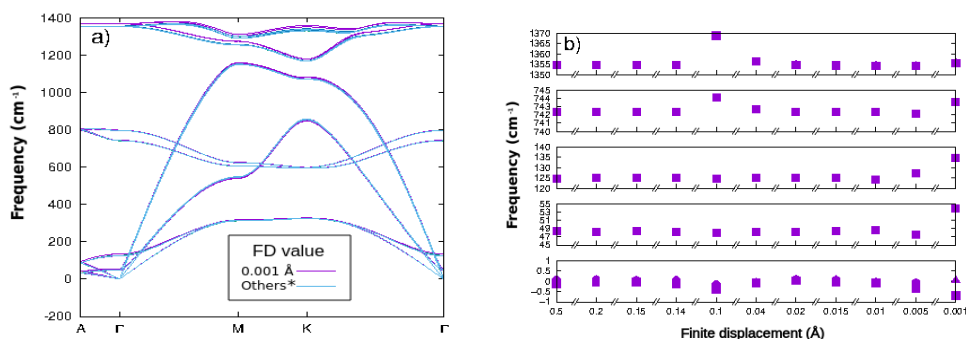 a)
Frequency (cm⁻¹)
1400
1200
1000
800
600
400
200
0
-200
FD value
0.001 Å
Others*
A
Γ
M
K
Γ
b)
Frequency (cm⁻¹)
1370
1365
1360
1355
1350
745
744
743
742
741
740
140
135
130
125
120
55
53
51
49
47
45
1
0.5
0
-0.5
-1
0.5 0.2 0.15 0.14 0.1 0.04 0.02 0.015 0.01 0.005 0.001
Finite displacement (Å)